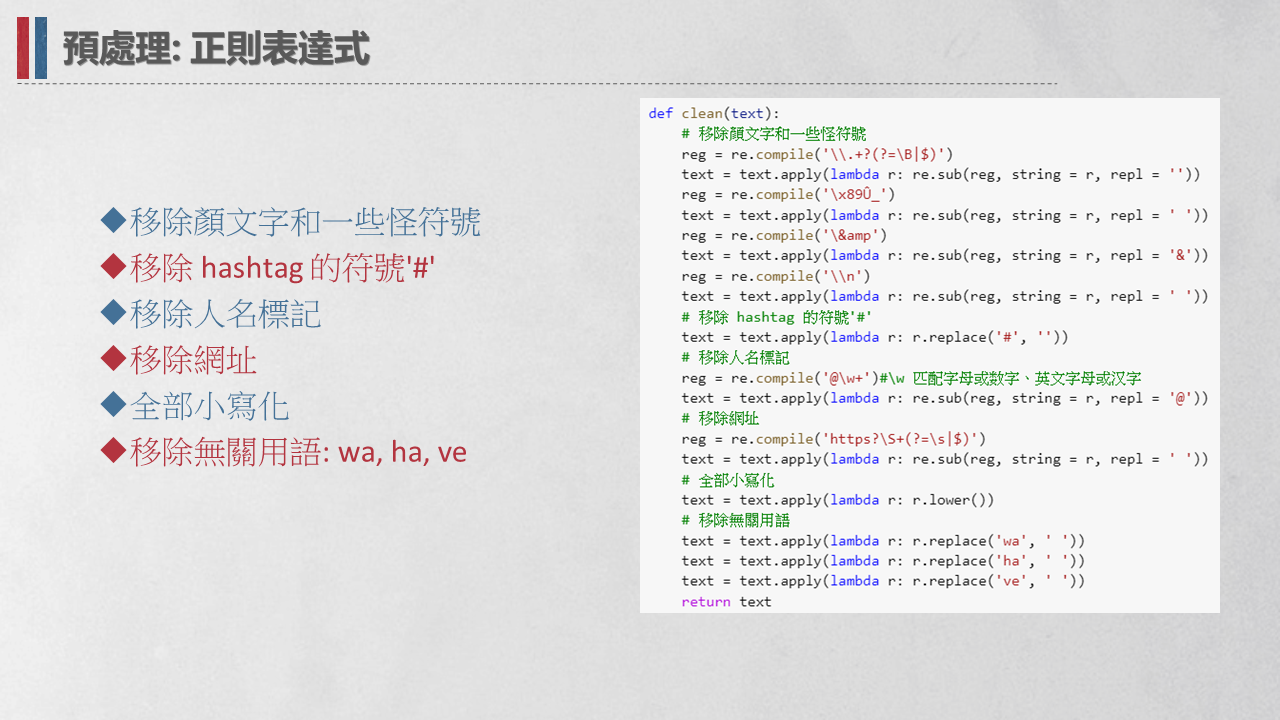 預處理: 正則表達式
◆移除顏文字和一些怪符號
◆移除 hashtag 的符號'#'
◆移除人名標記
◆移除網址
◆全部小寫化
◆移除無關用語: wa, ha, ve
def clean(text):
    # 移除顏文字和一些怪符號
    reg = re.compile('\\.+?(?=\B|$)')
    text = text.apply(lambda r: re.sub(reg, string = r, repl = ''))
    reg = re.compile('\x89Û_')
    text = text.apply(lambda r: re.sub(reg, string = r, repl = ' '))
    reg = re.compile('\&amp')
    text = text.apply(lambda r: re.sub(reg, string = r, repl = '&'))
    reg = re.compile('\\n')
    text = text.apply(lambda r: re.sub(reg, string = r, repl = ' '))
    # 移除 hashtag 的符號'#'
    text = text.apply(lambda r: r.replace('#', ''))
    # 移除人名標記
    reg = re.compile('@\w+')#\w 匹配字母或数字、英文字母或汉字
    text = text.apply(lambda r: re.sub(reg, string = r, repl = '@'))
    # 移除網址
    reg = re.compile('https?\S+(?=\s|$)')
    text = text.apply(lambda r: re.sub(reg, string = r, repl = ' '))
    # 全部小寫化
    text = text.apply(lambda r: r.lower())
    # 移除無關用語
    text = text.apply(lambda r: r.replace('wa', ' '))
    text = text.apply(lambda r: r.replace('ha', ' '))
    text = text.apply(lambda r: r.replace('ve', ' '))
    return text